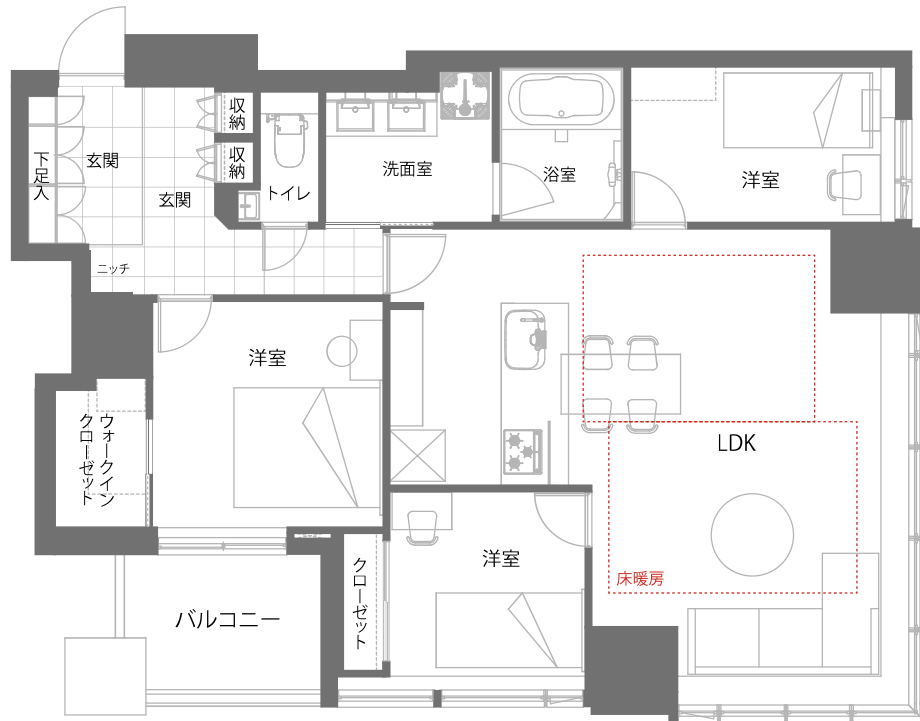 収納
収納
下足入
玄関
玄関
トイレ
洗面室
浴室
洋室
ニッチ
洋室
ウォークイン
クローゼット
LDK
洋室
クローゼット
床暖房
バルコニー